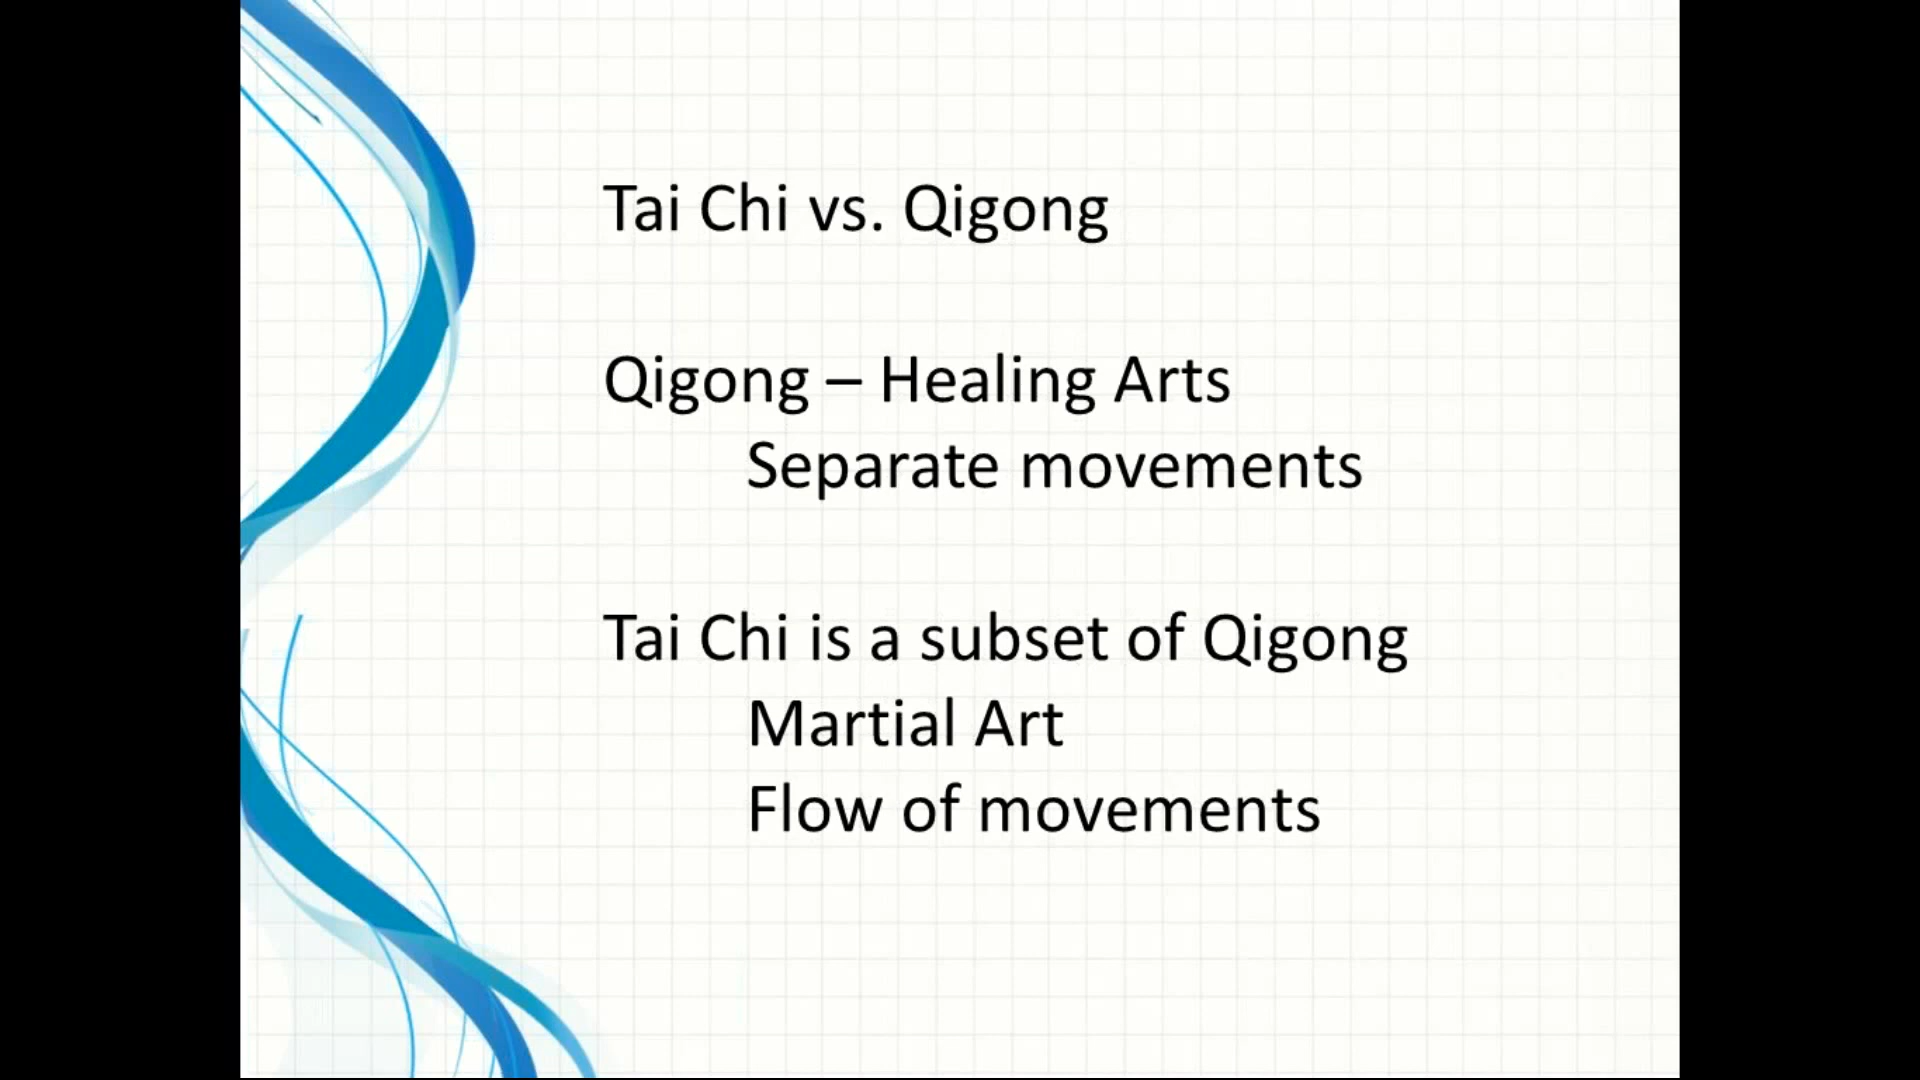 Tai Chi vs. Qigong
Qigong – Healing Arts
Separate movements
Tai Chi is a subset of Qigong
Martial Art
Flow of movements